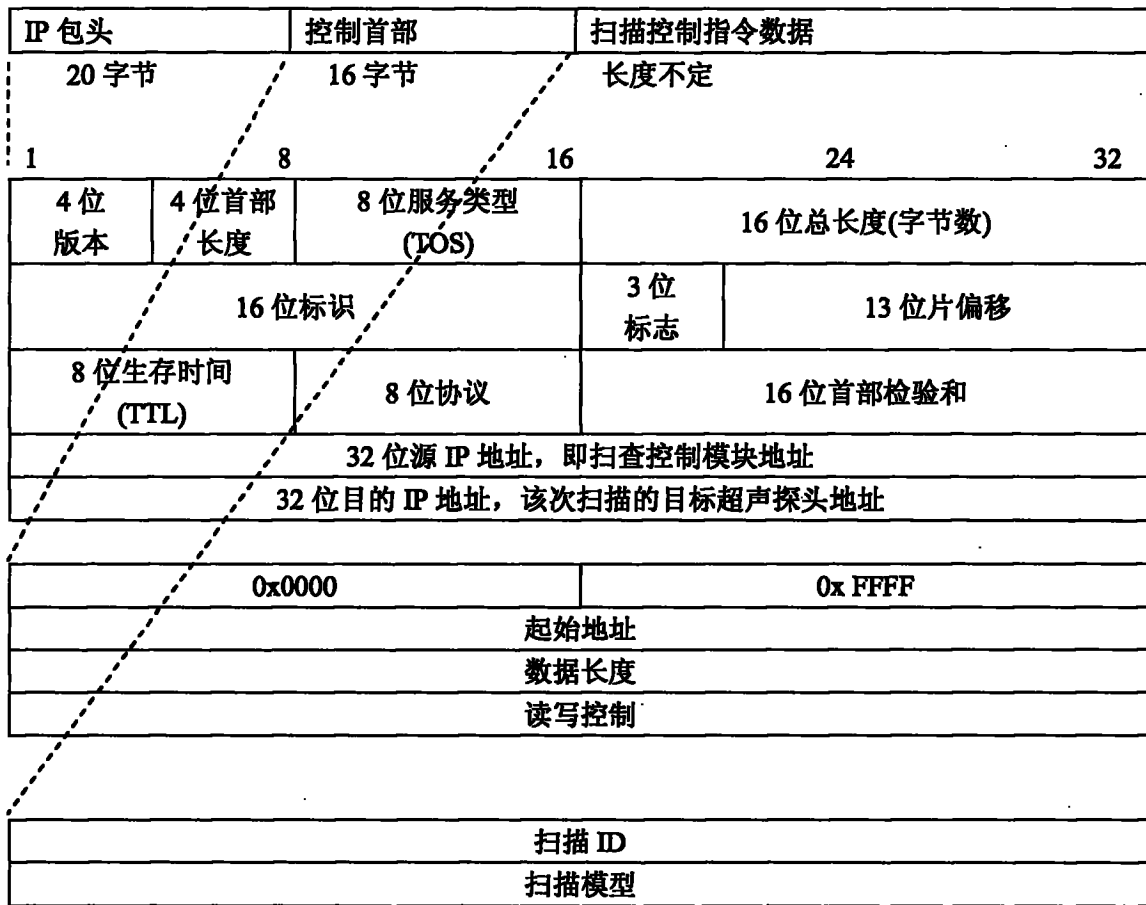 IP 包头 控制首部 扫描控制指令数据
20 字节 16 字节 长度不定
1 8 16 24 32
4 位 4 位首部 8 位服务类型 16 位总长度(字节数)
版本 长度 (TOS)
16 位标识 3 位 13 位片偏移
标志
8 位生存时间 8 位协议 16 位首部检验和
(TTL)
32 位源 IP 地址，即扫查控制模块地址
32 位目的 IP 地址，该次扫描的目标超声探头地址
0x0000 0x FFFF
起始地址
数据长度
读写控制
扫描 ID
扫描模型